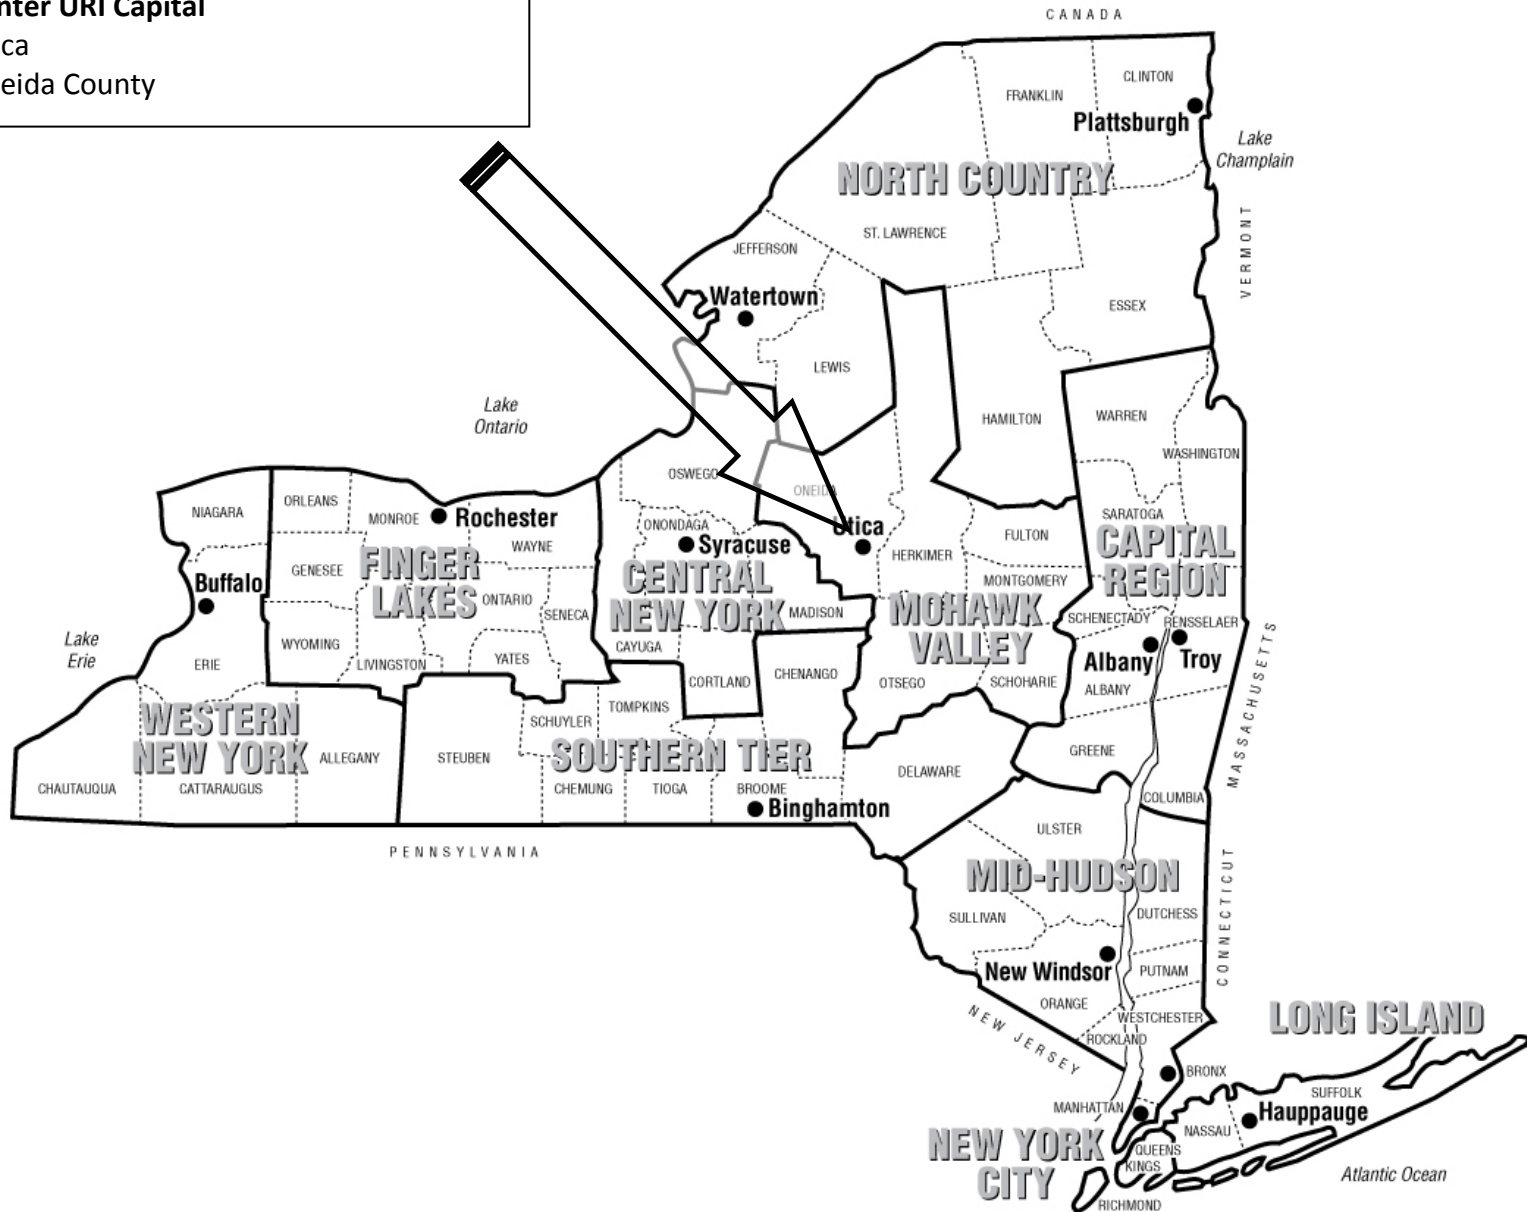 nter URI Capital
ca
eida County
CANADA
CLINTON
FRANKLIN
Plattsburgh
Lake
Champlain
NORTH COUNTRY
VERMONT
ST. LAWRENCE
JEFFERSON
Watertown
ESSEX
LEWIS
Lake
Ontario
HAMILTON
WARREN
WASHINGTON
OSWEGO
ONEIDA
NIAGARA
ORLEANS
MONROE
Rochester
ONONDAGA
Utica
SARATOGA
FULTON
WAYNE
Syracuse
HERKIMER
CAPITAL
REGION
FINGER
LAKES
GENESEE
Buffalo
CENTRAL
NEW YORK
MONTGOMERY
ONTARIO
SENECA
MADISON
MOHAWK
VALLEY
SCHENECTADY
RENSSELAER
Lake
Erie
WYOMING
CAYUGA
ERIE
LIVINGSTON
YATES
CHENANGO
Albany
Troy
CORTLAND
OTSEGO
SCHOHARIE
ALBANY
MASSACHUSETTS
TOMPKINS
WESTERN
NEW YORK
SCHUYLER
ALLEGANY
STEUBEN
SOUTHERN TIER
GREENE
DELAWARE
CHAUTAUQUA
CATTARAUGUS
CHEMUNG
TIOGA
BROOME
COLUMBIA
Binghamton
PENNSYLVANIA
ULSTER
MID-HUDSON
SULLIVAN
DUTCHESS
CONNECTICUT
New Windsor
PUTNAM
ORANGE
NEW JERSEY
WESTCHESTER
ROCKLAND
LONG ISLAND
BRONX
SUFFOLK
MANHATTAN
Hauppauge
NASSAU
NEW YORK
CITY
QUEENS
KINGS
Atlantic Ocean
RICHMOND